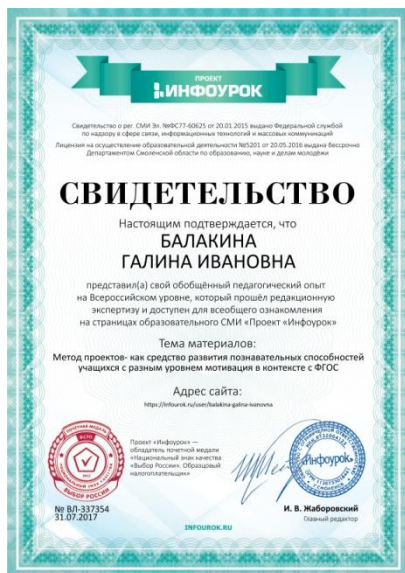 ПРОЕКТ
ИНФОУРОК
Свидетельство о рег. СМИ Эл. №ФС77-60625 от 20.01.2015 выдано Федеральной службой
по надзору в сфере связи, информационных технологий и массовых коммуникаций
Лицензия на осуществление образовательной деятельности №5201 от 20.05.2016 выдана бессрочно
Департаментом Смоленской области по образованию, науке и делам молодёжи
СВИДЕТЕЛЬСТВО
Настоящим подтверждается, что
БАЛАКИНА
ГАЛИНА ИВАНОВНА
представил(а) свой обобщённый педагогический опыт
на Всероссийском уровне, который прошёл редакционную
экспертизу и доступен для всеобщего ознакомления
на страницах образовательного СМИ «Проект «Инфоурок»
Тема материалов:
Метод проектов- как средство развития познавательных способностей
учащихся с разным уровнем мотивация в контексте с ФГОС
Адрес сайта:
https://infourok.ru/user/balakina-galina-ivanovna
Проект «Инфоурок» —
обладатель почетной медали
«Национальный знак качества
«Выбор России». Образцовый
налогоплательщик»
ВЫБОР РОССИИ
«Инфоурок»
№ ВЛ-337354
31.07.2017
И. В. Жаборовский
Главный редактор
INFOUROK.RU